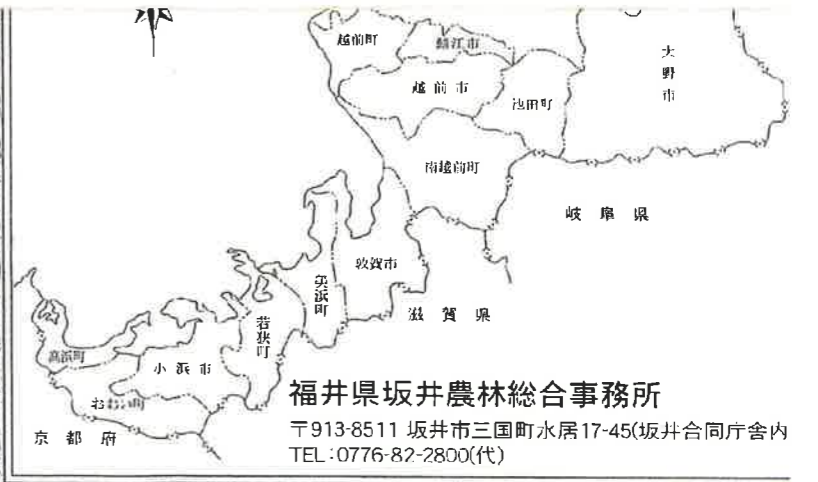 越前町
鯖江市
大野市
越前市
池田町
南越前町
岐阜県
敦賀市
美浜町
滋賀県
若狭町
高浜町
小浜市
おおい町
京都府
福井県坂井農林総合事務所
〒913-8511 坂井市三国町水居17-45(坂井合同庁舎内
TEL:0776-82-2800(代)